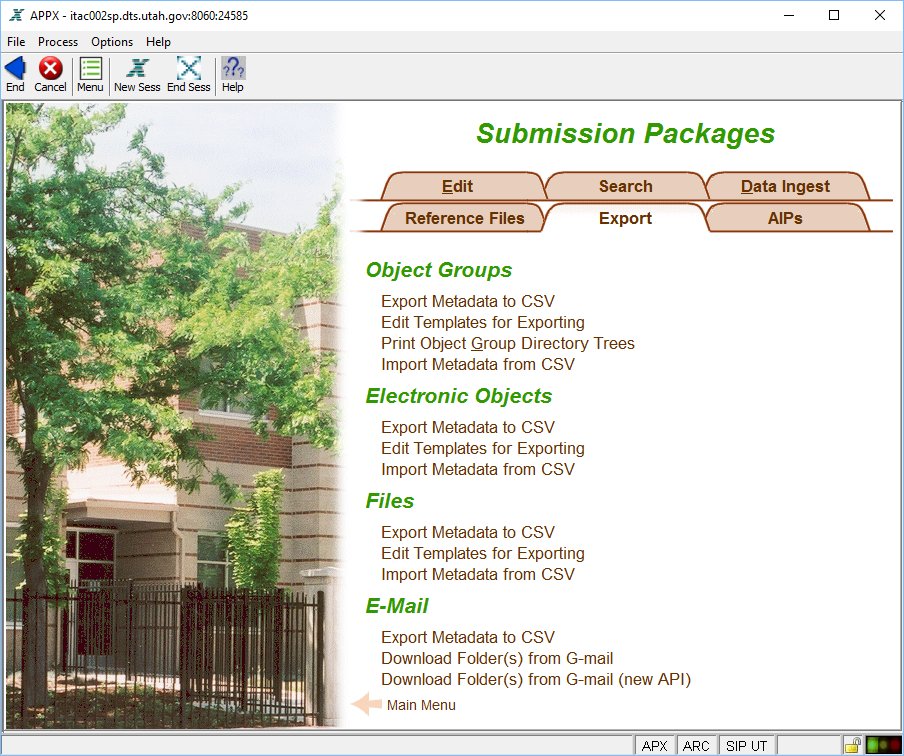 APPX - itac002sp.dts.utah.gov:8060:24585
File Process Options Help
End Cancel Menu New Sess End Sess Help
Submission Packages
Edit Search Data Ingest
Reference Files Export AIPs
Object Groups
Export Metadata to CSV
Edit Templates for Exporting
Print Object Group Directory Trees
Import Metadata from CSV
Electronic Objects
Export Metadata to CSV
Edit Templates for Exporting
Import Metadata from CSV
Files
Export Metadata to CSV
Edit Templates for Exporting
Import Metadata from CSV
E-Mail
Export Metadata to CSV
Download Folder(s) from G-mail
Download Folder(s) from G-mail (new API)
Main Menu
APX ARC SIP UT